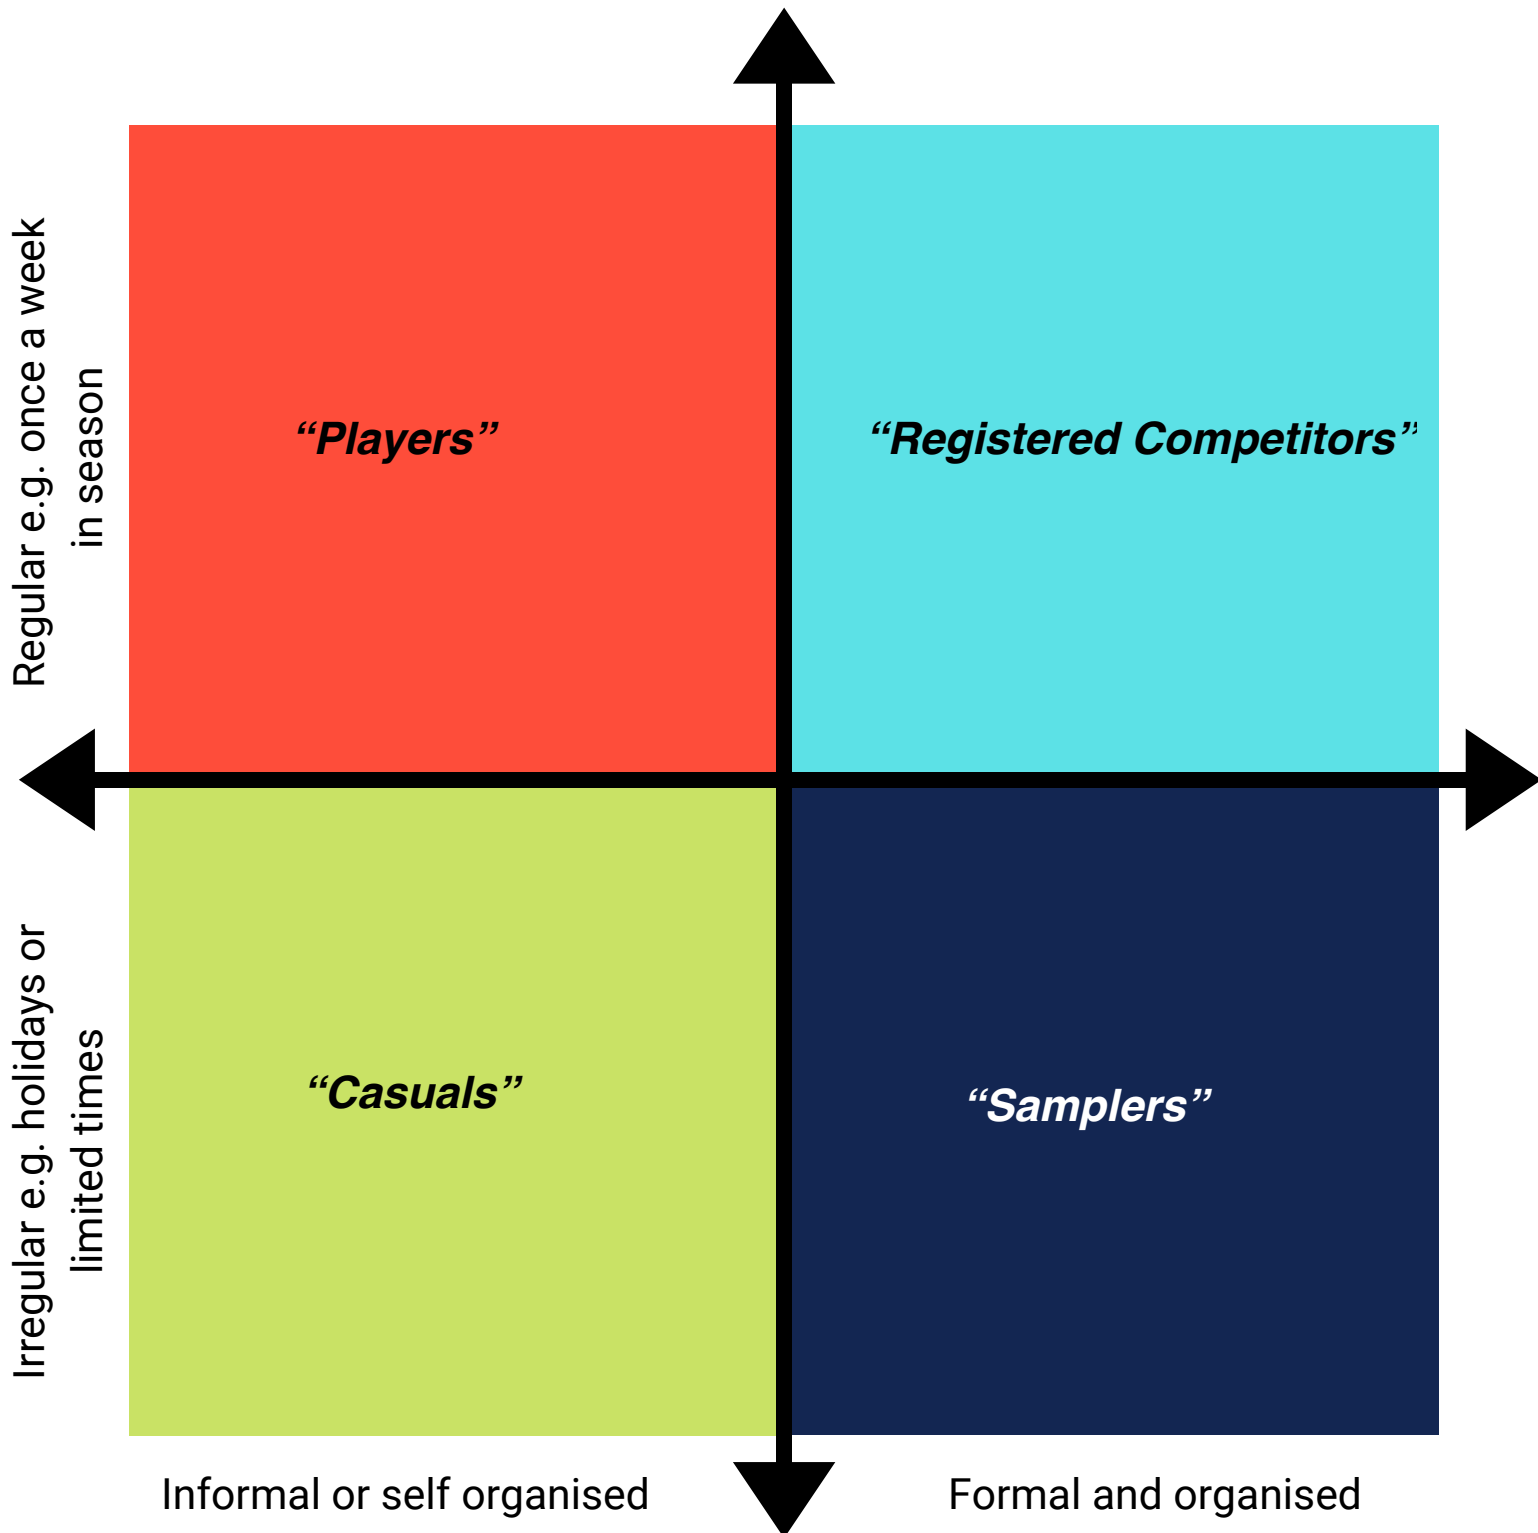 Regular e.g. once a week
in season
“Players”
“Registered Competitors”
Irregular e.g. holidays or
limited times
“Casuals”
“Samplers”
Informal or self organised
Formal and organised